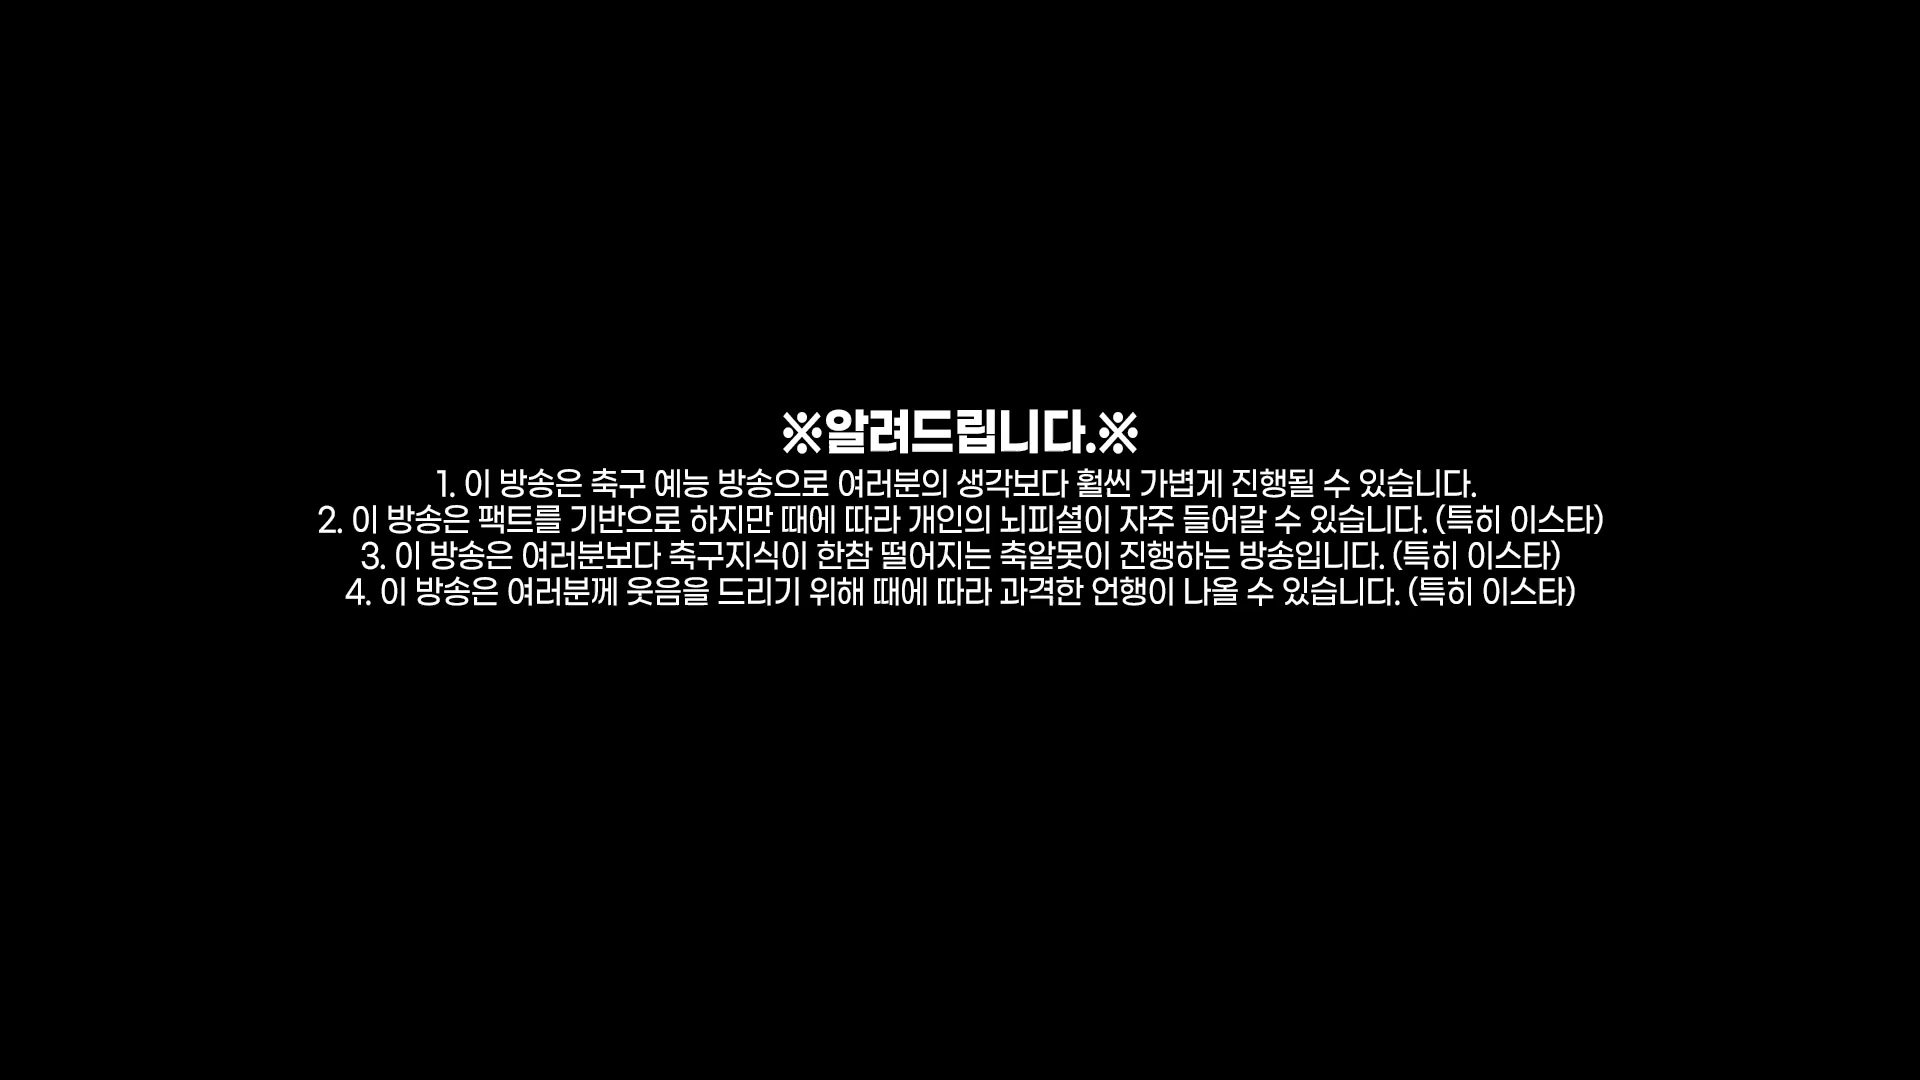 ※알려드립니다.※
1. 이 방송은 축구 예능 방송으로 여러분의 생각보다 훨씬 가볍게 진행될 수 있습니다.
2. 이 방송은 팩트를 기반으로 하지만 때에 따라 개인의 뇌피셜이 자주 들어갈 수 있습니다. (특히 이스타)
3. 이 방송은 여러분보다 축구지식이 한참 떨어지는 축알못이 진행하는 방송입니다. (특히 이스타)
4. 이 방송은 여러분께 웃음을 드리기 위해 때에 따라 과격한 언행이 나올 수 있습니다. (특히 이스타)